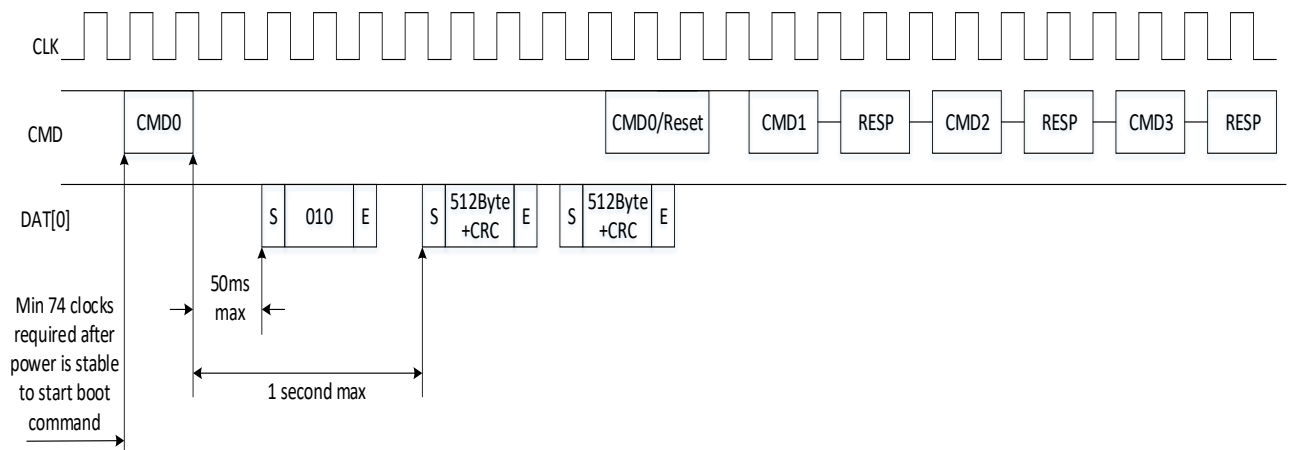 CLK
CMD
CMD0
CMD0/Reset
CMD1
RESP
CMD2
RESP
CMD3
RESP
DAT[0]
S
010
E
S
512Byte
+CRC
E
S
512Byte
+CRC
E
50ms
max
Min 74 clocks
required after
power is stable
to start boot
command
1 second max